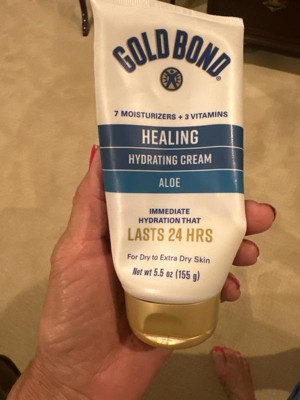 GOLD BOND®
7 MOISTURIZERS + 3 VITAMINS
HEALING
HYDRATING CREAM
ALOE
IMMEDIATE
HYDRATION THAT
LASTS 24 HRS
For Dry to Extra Dry Skin
Net wt 5.5 oz (155 g)